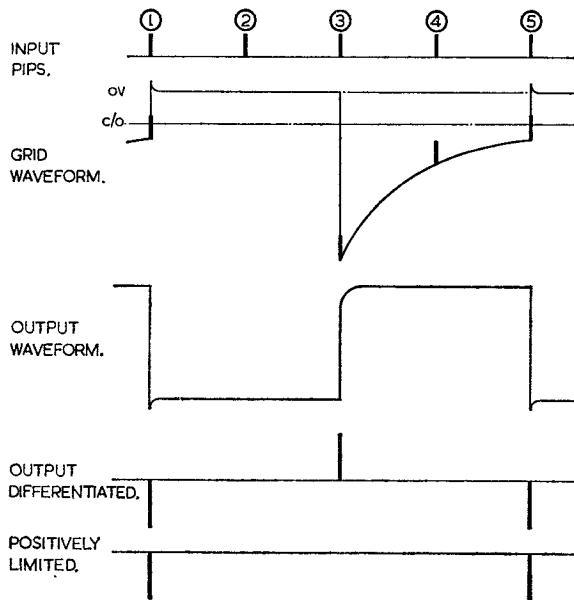 ① ② ③ ④ ⑤
INPUT
PIPS.
OV
c/o
GRID
WAVEFORM.
OUTPUT
WAVEFORM.
OUTPUT
DIFFERENTIATED.
POSITIVELY
LIMITED.